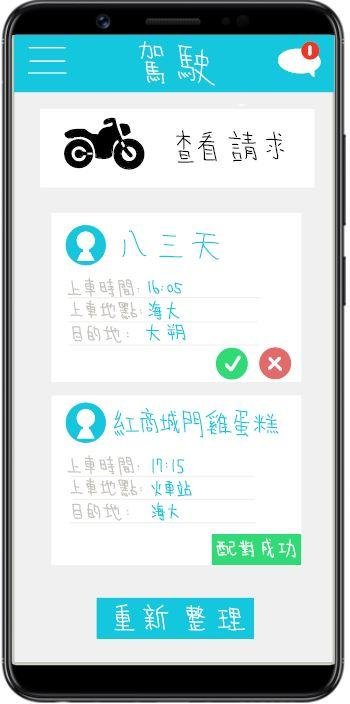 駕駛
1
查看請求
八三天
上車時間: 16:05
上車地點: 海大
目的地: 大朔
紅商城門雞蛋糕
上車時間: 17:15
上車地點: 火車站
目的地: 海大
配對成功
重新整理